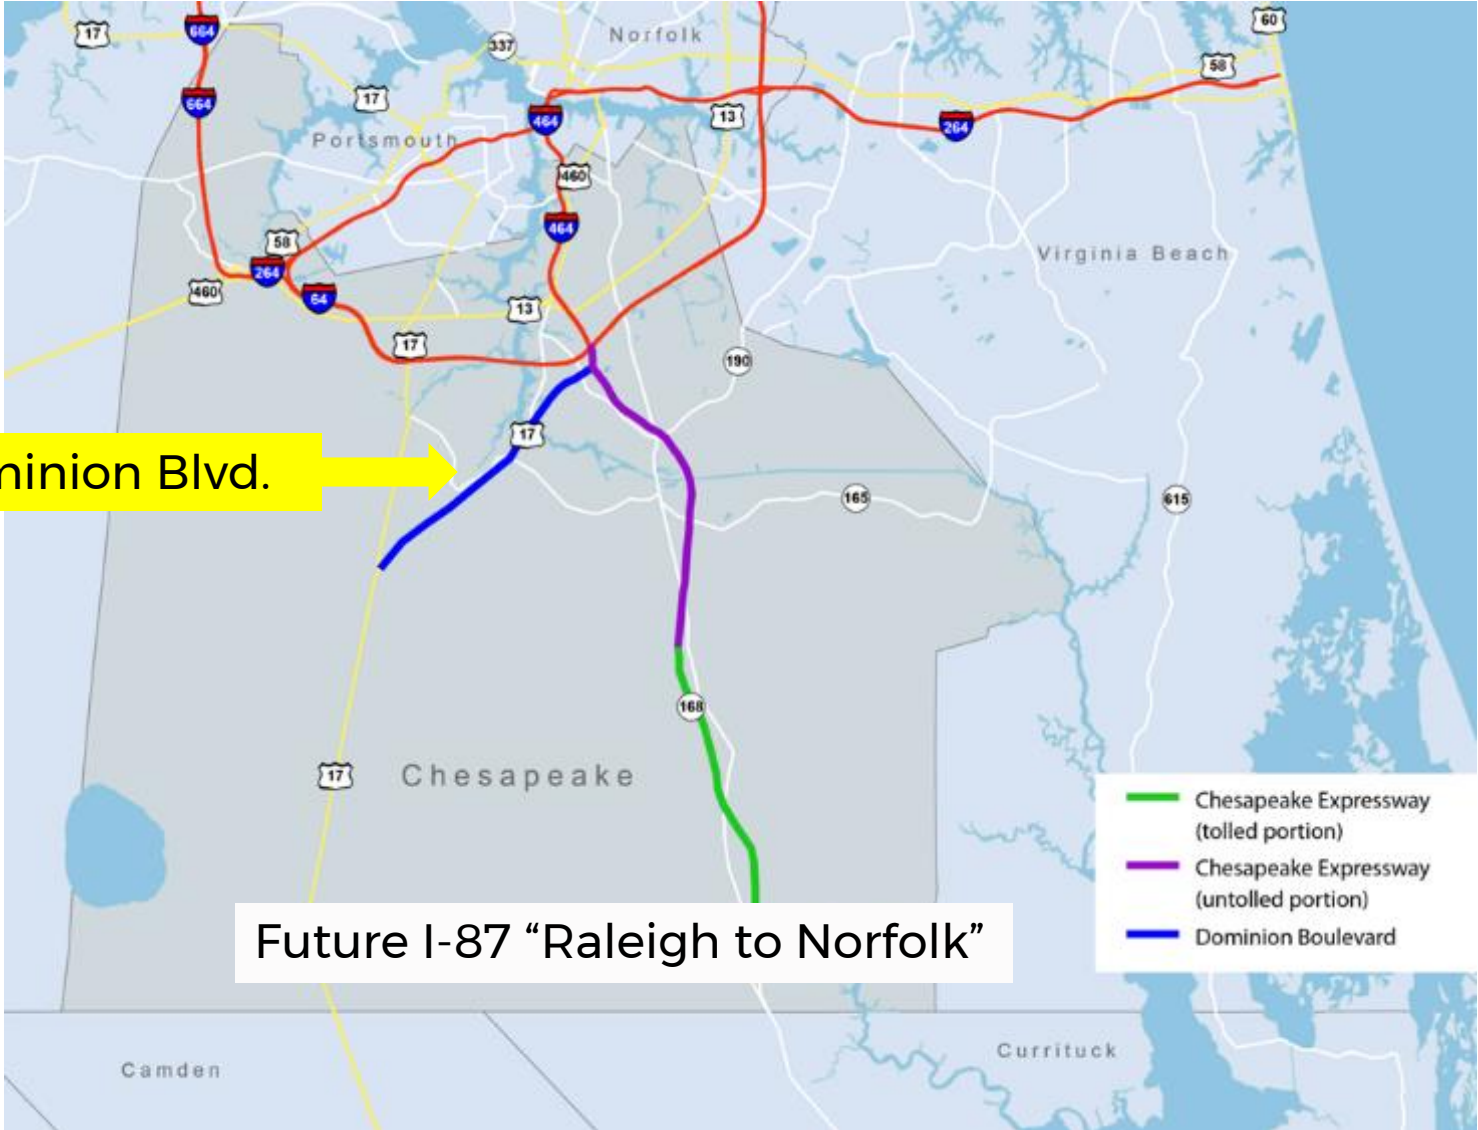 17
664
337
Norfolk
60
58
664
17
464
13
264
Portsmouth
460
464
58
264
64
460
13
17
190
Virginia Beach
17
minion Blvd.
165
615
168
17
Chesapeake
Chesapeake Expressway
(tolled portion)
Chesapeake Expressway
(untolled portion)
Dominion Boulevard
Future I-87 “Raleigh to Norfolk”
Currituck
Camden